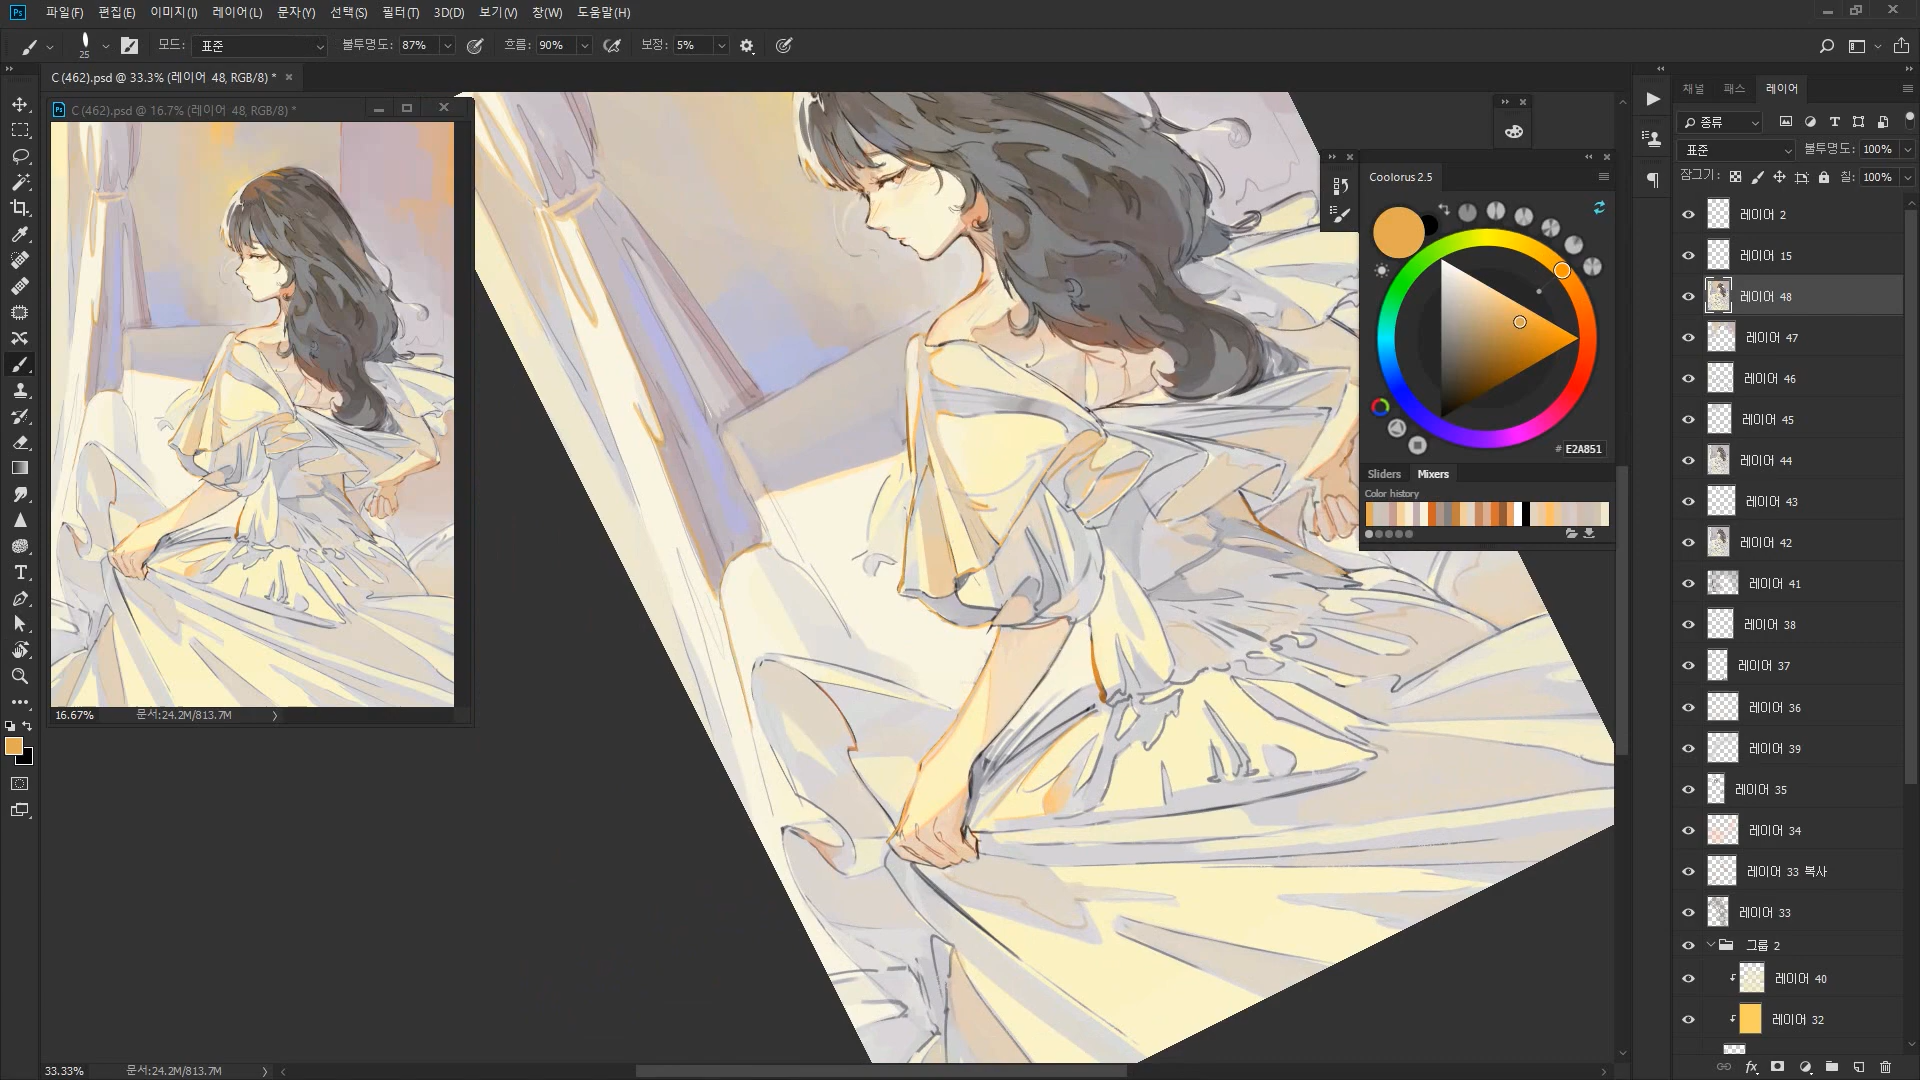 Ps 파일(F) 편집(E) 이미지(I) 레이어(L) 문자(Y) 선택(S) 필터(T) 3D(D) 보기(V) 창(W) 도움말(H)
25 모드: 표준 불투명도: 87% 흐름: 90% 보정: 5%
C (462).psd @ 33.3% (레이어 48, RGB/8) *
Ps C (462).psd @ 16.7% (레이어 48, RGB/8) *
16.67% 문서:24.2M/813.7M
33.33% 문서:24.2M/813.7M
Coolorus 2.5
# E2A851
Sliders Mixers
Color history
채널 패스 레이어
종류
표준 불투명도: 100%
잠그기: 칠: 100%
레이어 2
레이어 15
레이어 48
레이어 47
레이어 46
레이어 45
레이어 44
레이어 43
레이어 42
레이어 41
레이어 38
레이어 37
레이어 36
레이어 39
레이어 35
레이어 34
레이어 33 복사
레이어 33
그룹 2
레이어 40
레이어 32
fx